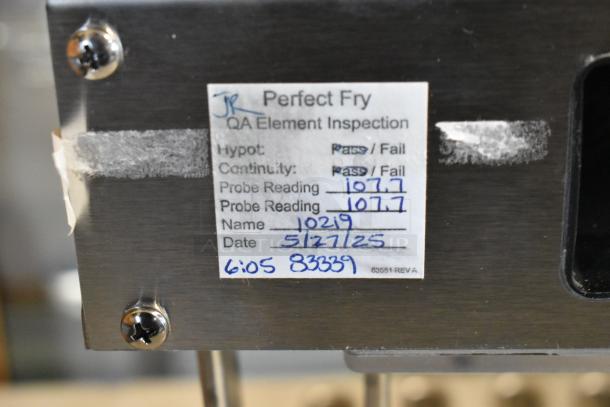 JR Perfect Fry
QA Element Inspection
Hypot: Pass / Fail
Continuity: Pass / Fail
Probe Reading 107.7
Probe Reading 107.7
Name 10219
Date 5/27/25
6:05 83339 63551 REV A